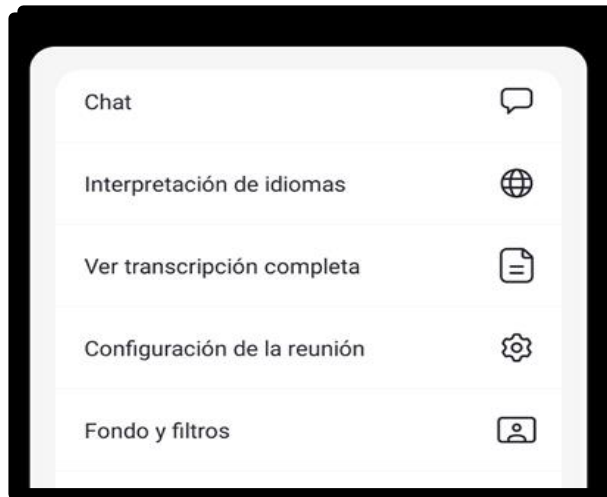 Chat
Interpretación de idiomas
Ver transcripción completa
Configuración de la reunión
Fondo y filtros